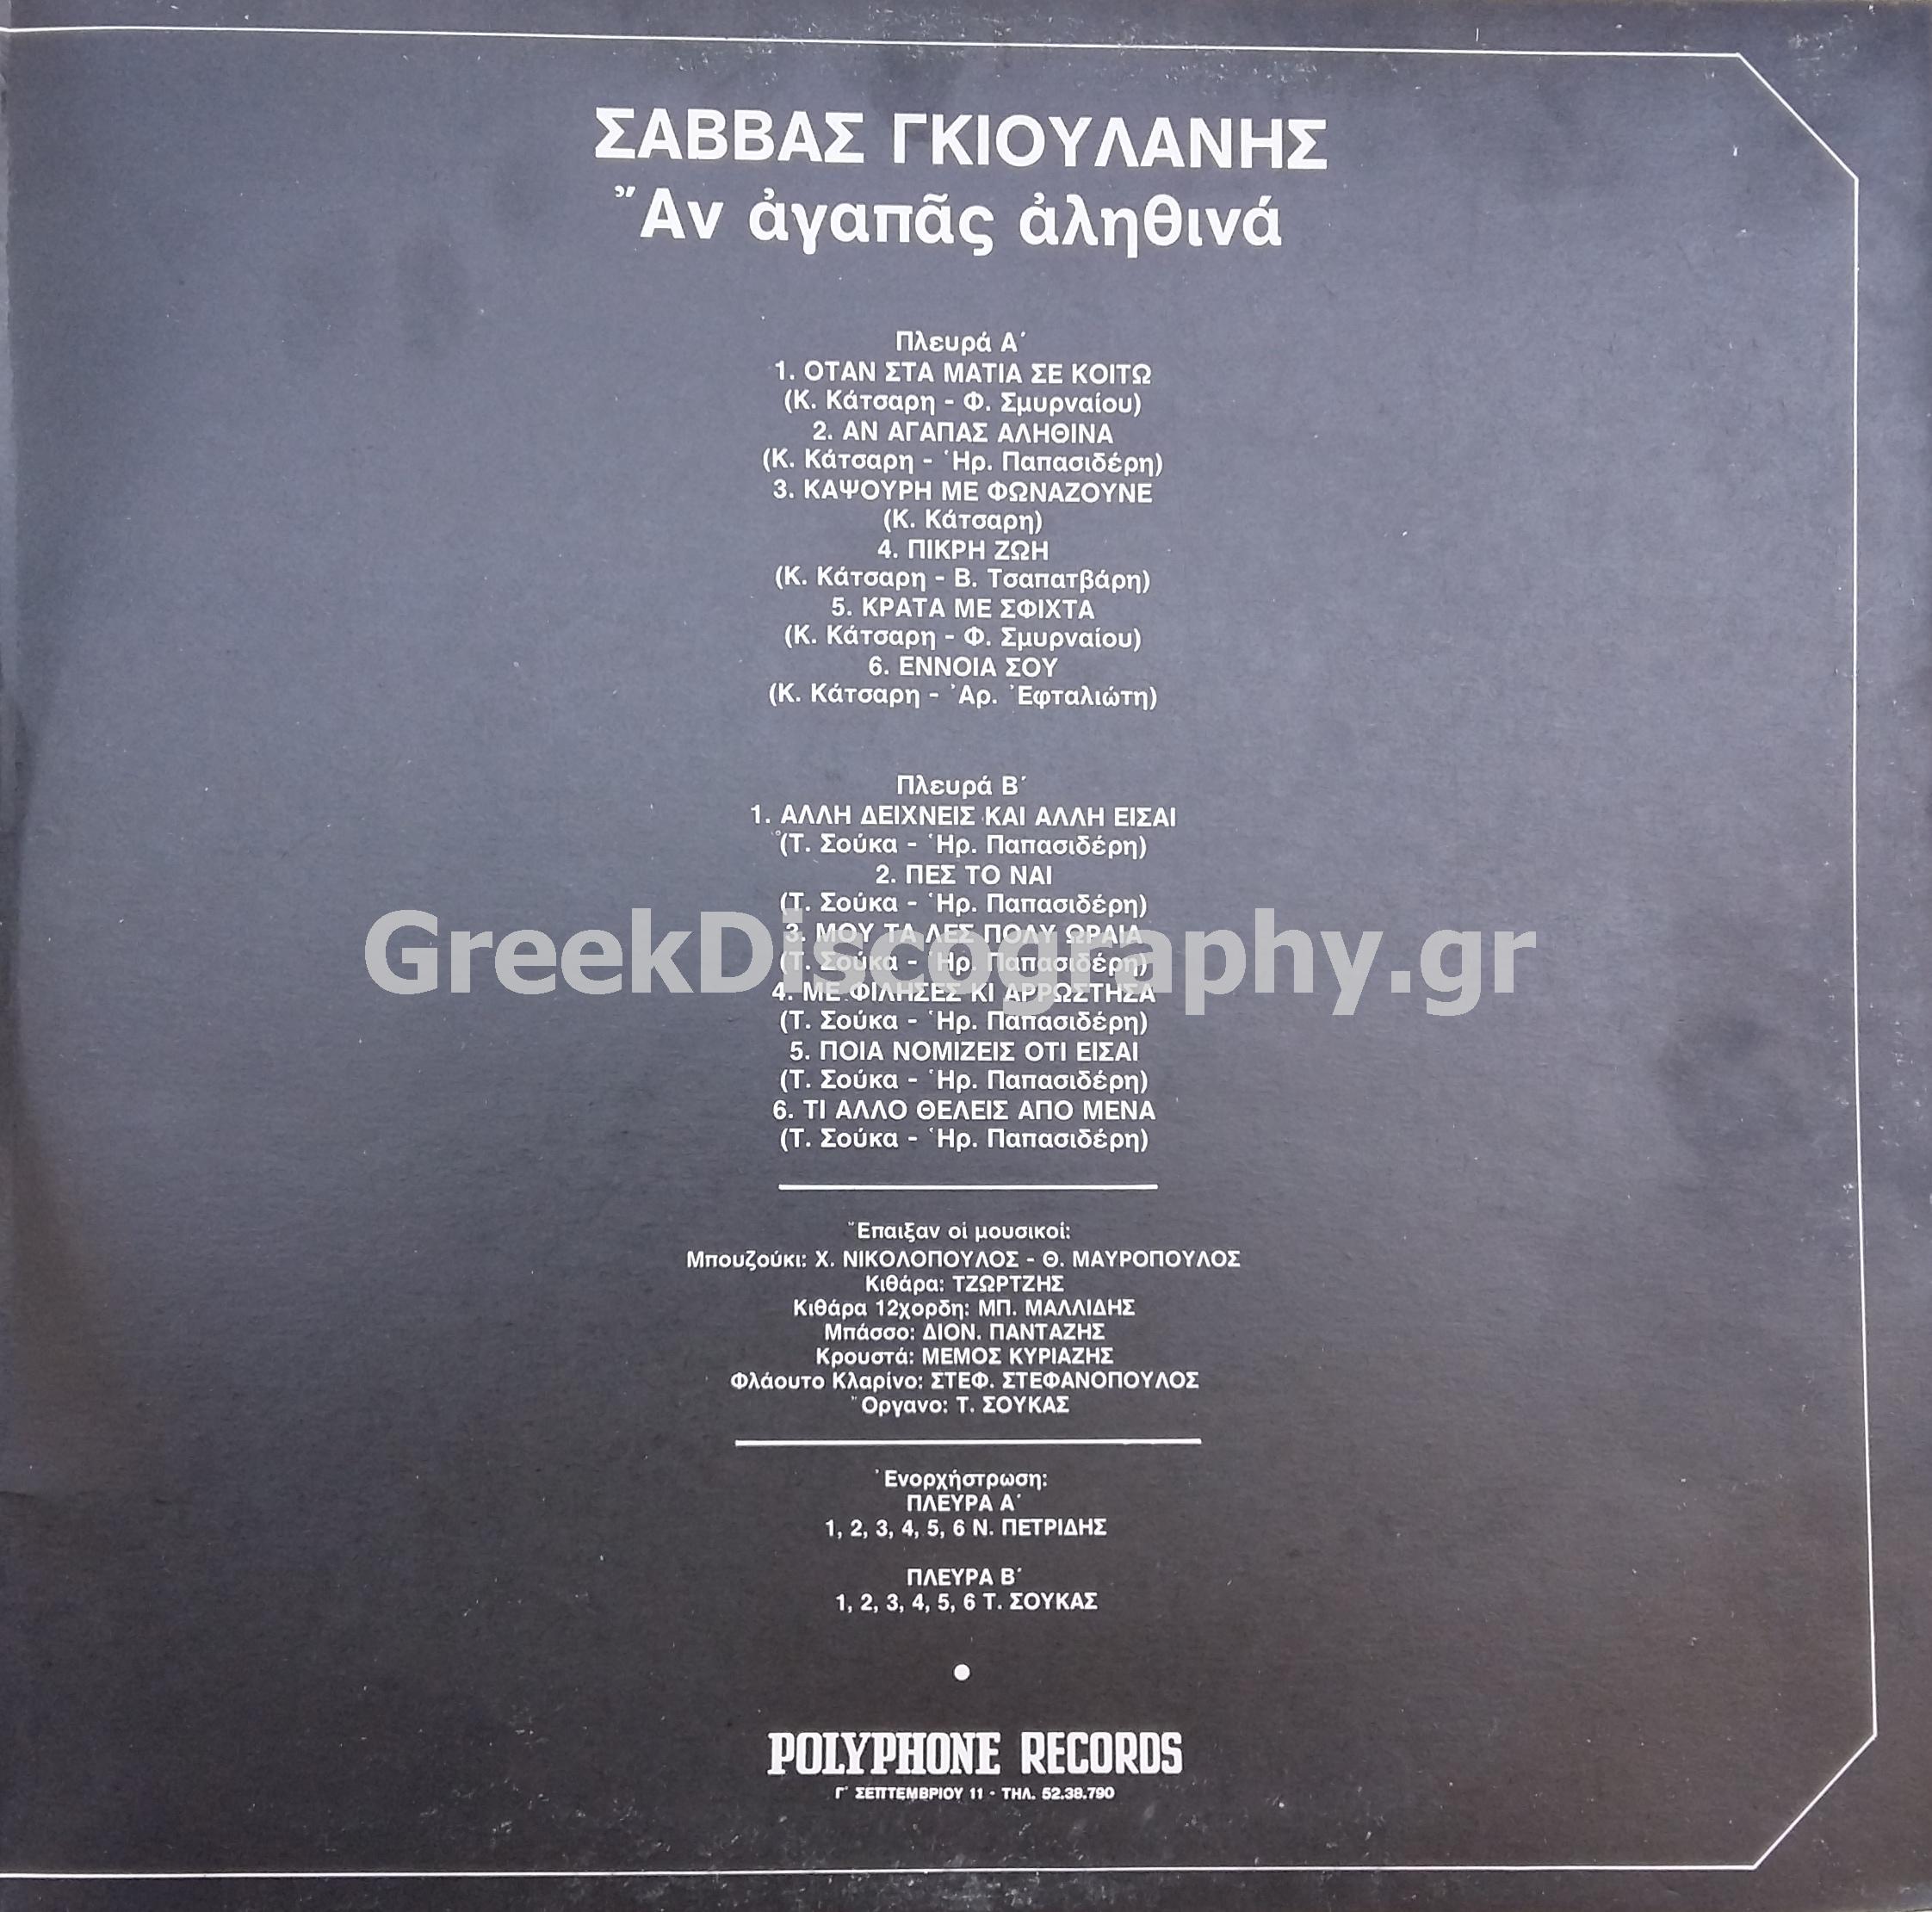 ΣΑΒΒΑΣ ΓΚΙΟΥΛΑΝΗΣ
Ἄν ἀγαπᾶς ἀληθινά
Πλευρά Α΄
1. ΟΤΑΝ ΣΤΑ ΜΑΤΙΑ ΣΕ ΚΟΙΤΩ
(Κ. Κάτσαρη - Φ. Σμυρναίου)
2. ΑΝ ΑΓΑΠΑΣ ΑΛΗΘΙΝΑ
(Κ. Κάτσαρη - Ἡρ. Παπασιδέρη)
3. ΚΑΨΟΥΡΗ ΜΕ ΦΩΝΑΖΟΥΝΕ
(Κ. Κάτσαρη)
4. ΠΙΚΡΗ ΖΩΗ
(Κ. Κάτσαρη - Β. Τσαπατβάρη)
5. ΚΡΑΤΑ ΜΕ ΣΦΙΧΤΑ
(Κ. Κάτσαρη - Φ. Σμυρναίου)
6. ΕΝΝΟΙΑ ΣΟΥ
(Κ. Κάτσαρη - Ἀρ. Ἐφταλιώτη)
Πλευρά Β΄
1. ΑΛΛΗ ΔΕΙΧΝΕΙΣ ΚΑΙ ΑΛΛΗ ΕΙΣΑΙ
(Τ. Σούκα - Ἡρ. Παπασιδέρη)
2. ΠΕΣ ΤΟ ΝΑΙ
(Τ. Σούκα - Ἡρ. Παπασιδέρη)
3. ΜΟΥ ΤΑ ΛΕΣ ΠΟΛΥ ΩΡΑΙΑ
GreekDiscography.gr
(Τ. Σούκα - Ἡρ. Παπασιδέρη)
4. ΜΕ ΦΙΛΗΣΕΣ ΚΙ ΑΡΡΩΣΤΗΣΑ
(Τ. Σούκα - Ἡρ. Παπασιδέρη)
5. ΠΟΙΑ ΝΟΜΙΖΕΙΣ ΟΤΙ ΕΙΣΑΙ
(Τ. Σούκα - Ἡρ. Παπασιδέρη)
6. ΤΙ ΑΛΛΟ ΘΕΛΕΙΣ ΑΠΟ ΜΕΝΑ
(Τ. Σούκα - Ἡρ. Παπασιδέρη)
Ἔπαιξαν οἱ μουσικοί:
Μπουζούκι: Χ. ΝΙΚΟΛΟΠΟΥΛΟΣ - Θ. ΜΑΥΡΟΠΟΥΛΟΣ
Κιθάρα: ΤΖΩΡΤΖΗΣ
Κιθάρα 12χορδη: ΜΠ. ΜΑΛΛΙΔΗΣ
Μπάσσο: ΔΙΟΝ. ΠΑΝΤΑΖΗΣ
Κρουστά: ΜΕΜΟΣ ΚΥΡΙΑΖΗΣ
Φλάουτο Κλαρίνο: ΣΤΕΦ. ΣΤΕΦΑΝΟΠΟΥΛΟΣ
Ὄργανο: Τ. ΣΟΥΚΑΣ
Ἐνορχήστρωση:
ΠΛΕΥΡΑ Α΄
1, 2, 3, 4, 5, 6 Ν. ΠΕΤΡΙΔΗΣ
ΠΛΕΥΡΑ Β΄
1, 2, 3, 4, 5, 6 Τ. ΣΟΥΚΑΣ
POLYPHONE RECORDS
Γ΄ ΣΕΠΤΕΜΒΡΙΟΥ 11 - ΤΗΛ. 52.38.790